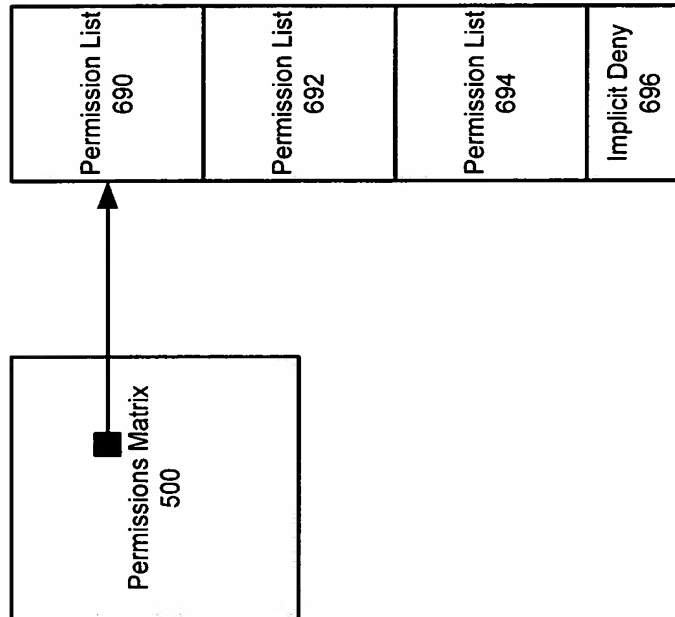 Permissions Matrix
500
Permission List
690
Permission List
692
Permission List
694
Implicit Deny
696